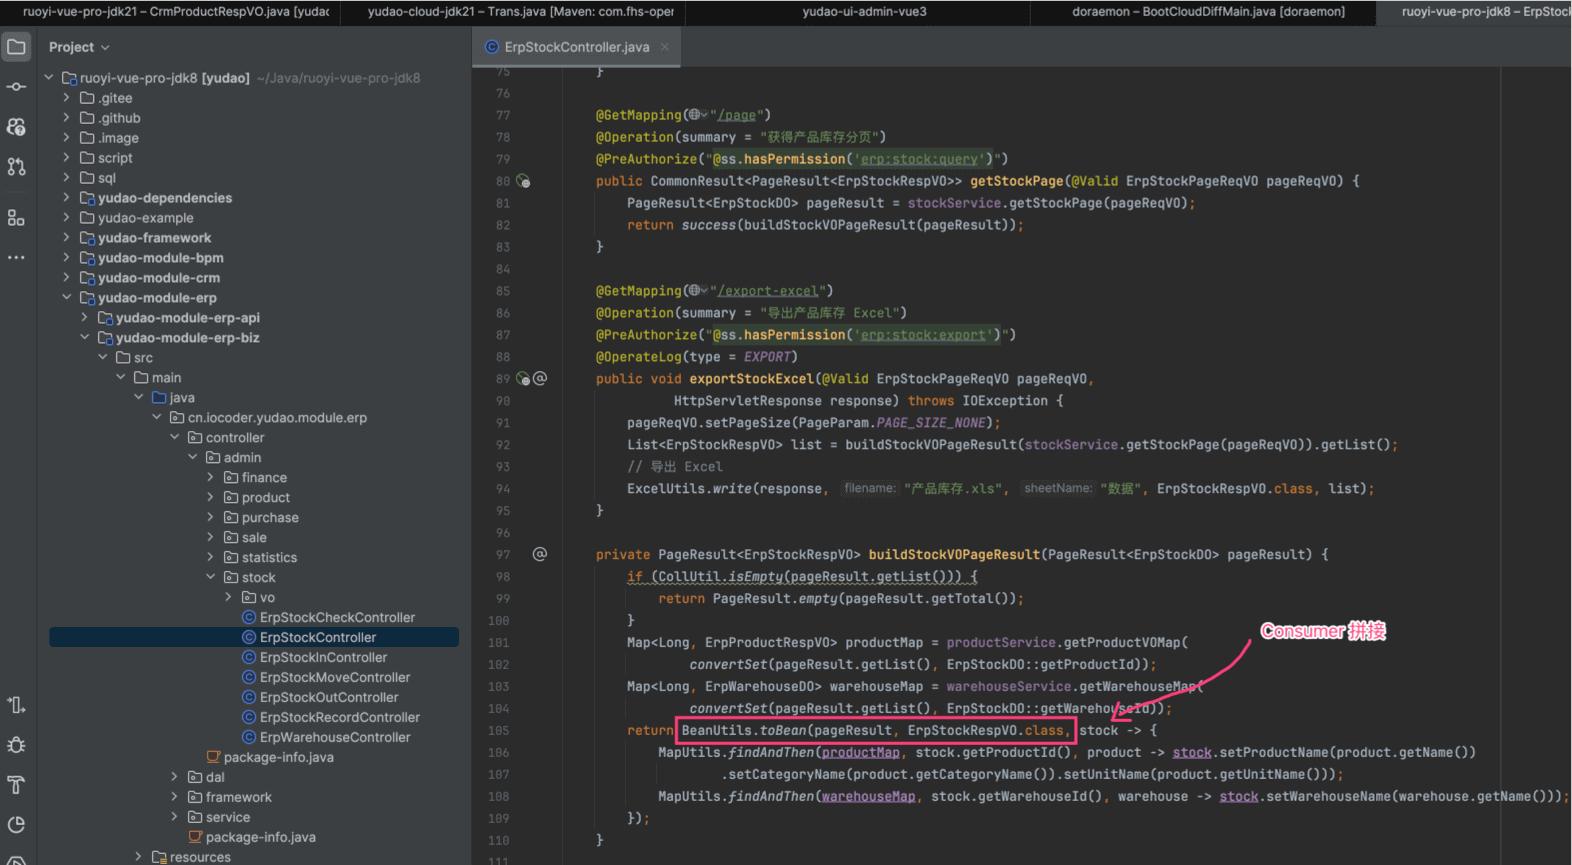 ruoyi-vue-pro-jdk21 – CrmProductRespVO.java [yudao
yudao-cloud-jdk21 – Trans.java [Maven: com.fhs-oper
yudao-ui-admin-vue3
doraemon – BootCloudDiffMain.java [doraemon]
ruoyi-vue-pro-jdk8 – ErpStock
Project
ruoyi-vue-pro-jdk8 [yudao] ~/Java/ruoyi-vue-pro-jdk8
.gitee
.github
.image
script
sql
yudao-dependencies
yudao-example
yudao-framework
yudao-module-bpm
yudao-module-crm
yudao-module-erp
yudao-module-erp-api
yudao-module-erp-biz
src
main
java
cn.iocoder.yudao.module.erp
controller
admin
finance
product
purchase
sale
statistics
stock
vo
ErpStockCheckController
ErpStockController
ErpStockInController
ErpStockMoveController
ErpStockOutController
ErpStockRecordController
ErpWarehouseController
package-info.java
dal
framework
service
package-info.java
resources
ErpStockController.java
75 }
76
77 @GetMapping("/page")
78 @Operation(summary = "获得产品库存分页")
79 @PreAuthorize("@ss.hasPermission('erp:stock:query')")
80 public CommonResult<PageResult<ErpStockRespVO>> getStockPage(@Valid ErpStockPageReqVO pageReqVO) {
81 PageResult<ErpStockDO> pageResult = stockService.getStockPage(pageReqVO);
82 return success(buildStockVOPageResult(pageResult));
83 }
84
85 @GetMapping("/export-excel")
86 @Operation(summary = "导出产品库存 Excel")
87 @PreAuthorize("@ss.hasPermission('erp:stock:export')")
88 @OperateLog(type = EXPORT)
89 public void exportStockExcel(@Valid ErpStockPageReqVO pageReqVO,
90 HttpServletResponse response) throws IOException {
91 pageReqVO.setPageSize(PageParam.PAGE_SIZE_NONE);
92 List<ErpStockRespVO> list = buildStockVOPageResult(stockService.getStockPage(pageReqVO)).getList();
93 // 导出 Excel
94 ExcelUtils.write(response, filename: "产品库存.xls", sheetName: "数据", ErpStockRespVO.class, list);
95 }
96
97 private PageResult<ErpStockRespVO> buildStockVOPageResult(PageResult<ErpStockDO> pageResult) {
98 if (CollUtil.isEmpty(pageResult.getList())) {
99 return PageResult.empty(pageResult.getTotal());
100 }
101 Map<Long, ErpProductRespVO> productMap = productService.getProductVOMap(
102 convertSet(pageResult.getList(), ErpStockDO::getProductId));
103 Map<Long, ErpWarehouseDO> warehouseMap = warehouseService.getWarehouseMap(
104 convertSet(pageResult.getList(), ErpStockDO::getWarehouseId));
105 return BeanUtils.toBean(pageResult, ErpStockRespVO.class, stock -> {
106 MapUtils.findAndThen(productMap, stock.getProductId(), product -> stock.setProductName(product.getName())
107 .setCategoryName(product.getCategoryName()).setUnitName(product.getUnitName()));
108 MapUtils.findAndThen(warehouseMap, stock.getWarehouseId(), warehouse -> stock.setWarehouseName(warehouse.getName()));
109 });
110 }
111
Consumer 拼接